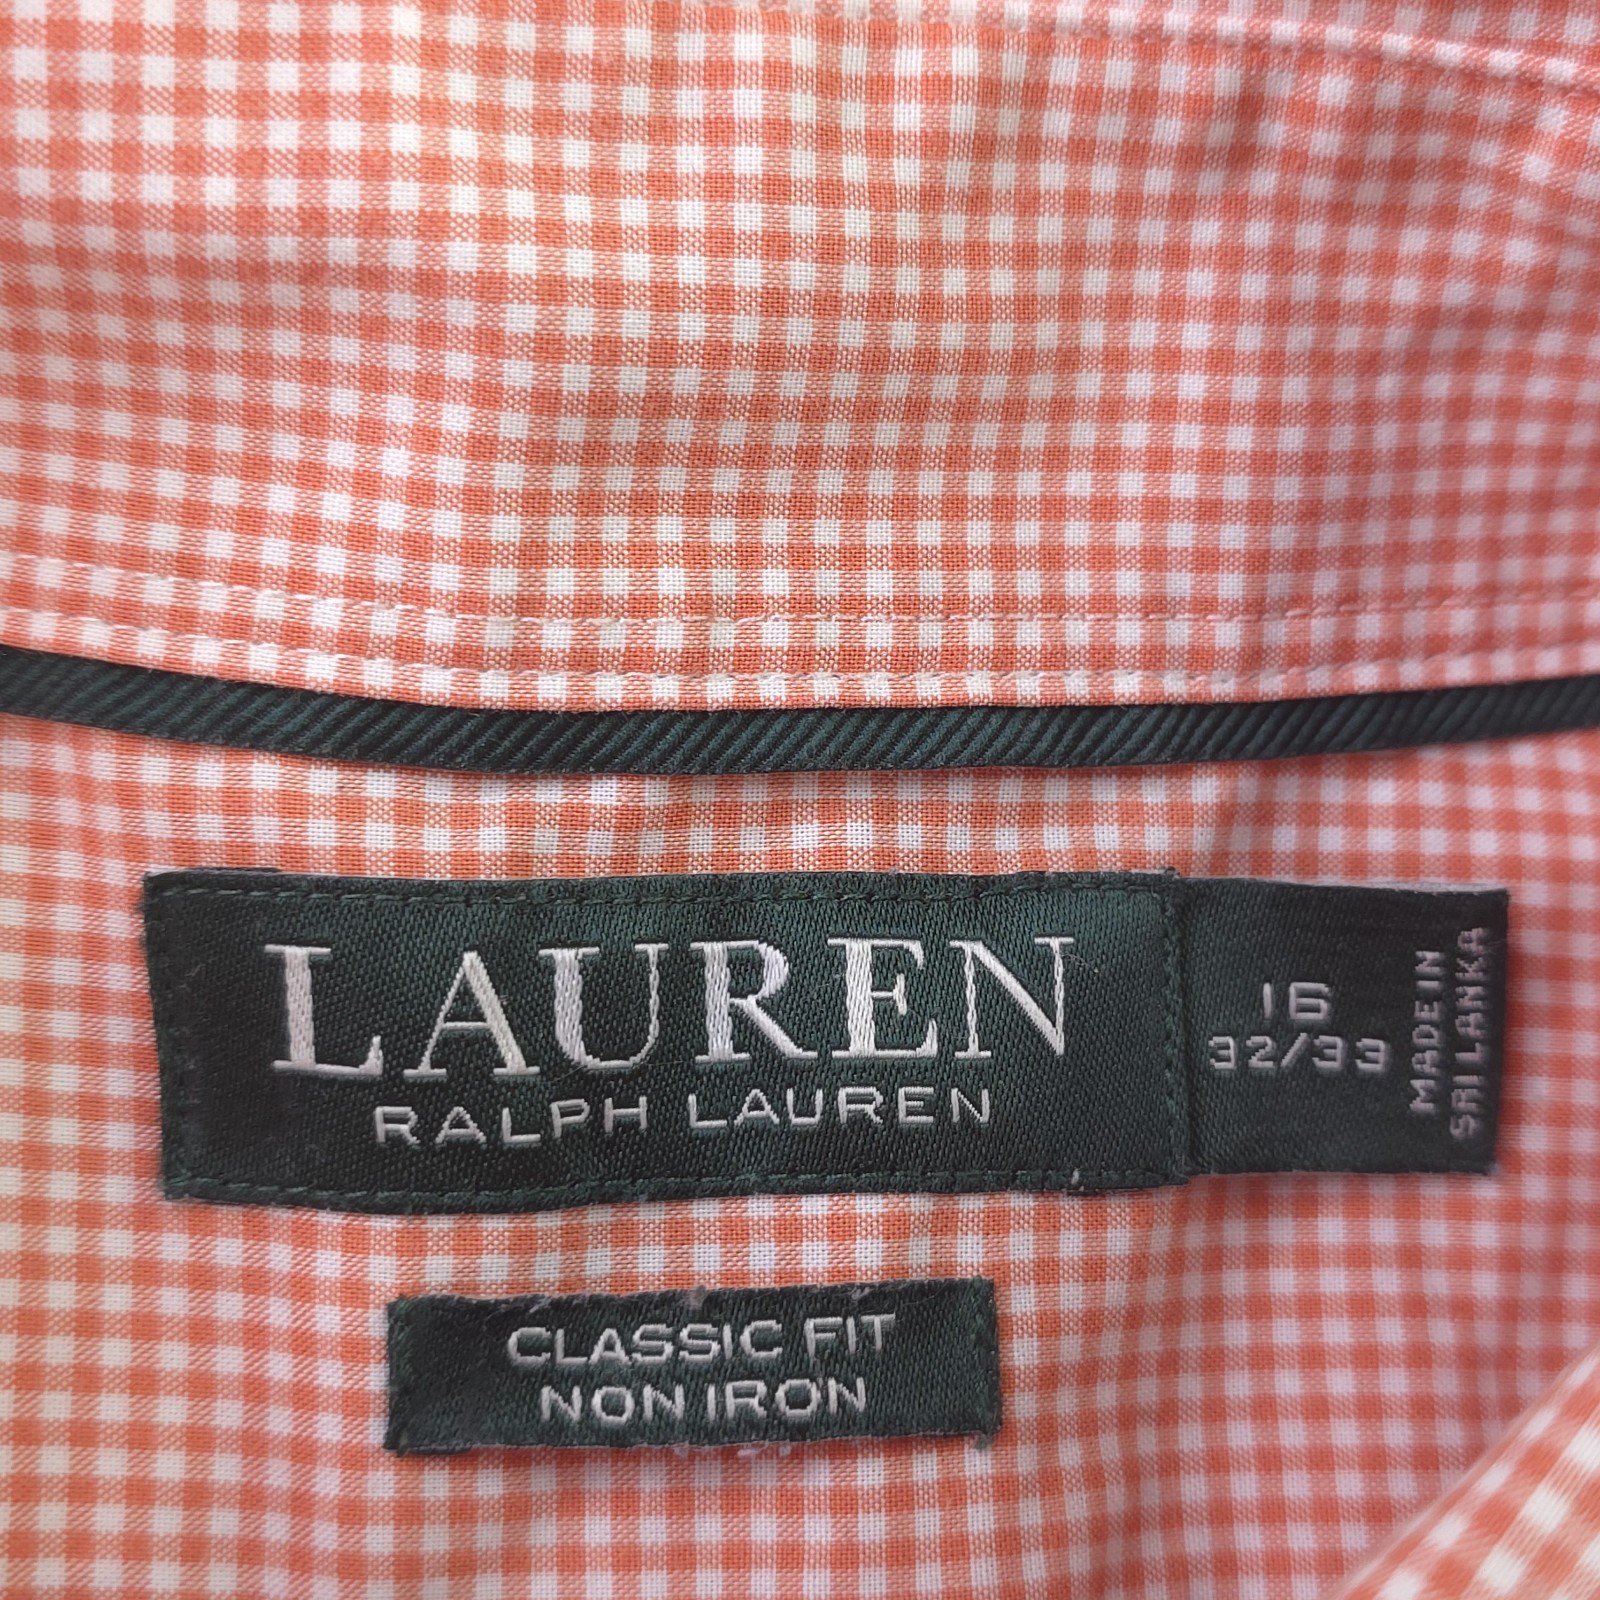 LAUREN
RALPH LAUREN
16
32/33
MADE IN
SRI LANKA
CLASSIC FIT
NON IRON